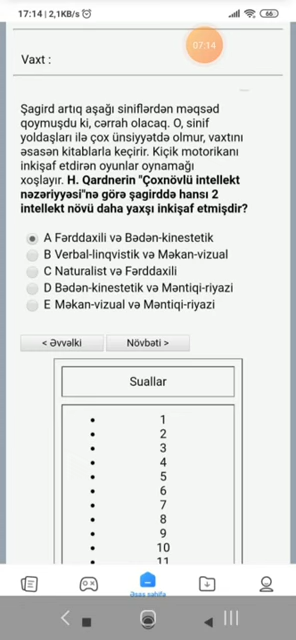 17:14 | 2,1KB/s
66
07:14
Vaxt :
Şagird artıq aşağı siniflərdən məqsəd
qoymuşdu ki, cərrah olacaq. O, sinif
yoldaşları ilə çox ünsiyyətdə olmur, vaxtını
əsasən kitablarla keçirir. Kiçik motorikanı
inkişaf etdirən oyunlar oynamağı
xoşlayır. H. Qardnerin "Çoxnövlü intellekt
nəzəriyyəsi"nə görə şagirddə hansı 2
intellekt növü daha yaxşı inkişaf etmişdir?
A Fərddaxili və Bədən-kinestetik
B Verbal-linqvistik və Məkan-vizual
C Naturalist və Fərddaxili
D Bədən-kinestetik və Məntiqi-riyazi
E Məkan-vizual və Məntiqi-riyazi
< Əvvəlki
Növbəti >
Suallar
1
2
3
4
5
6
7
8
9
10
11
Əsas səhifə